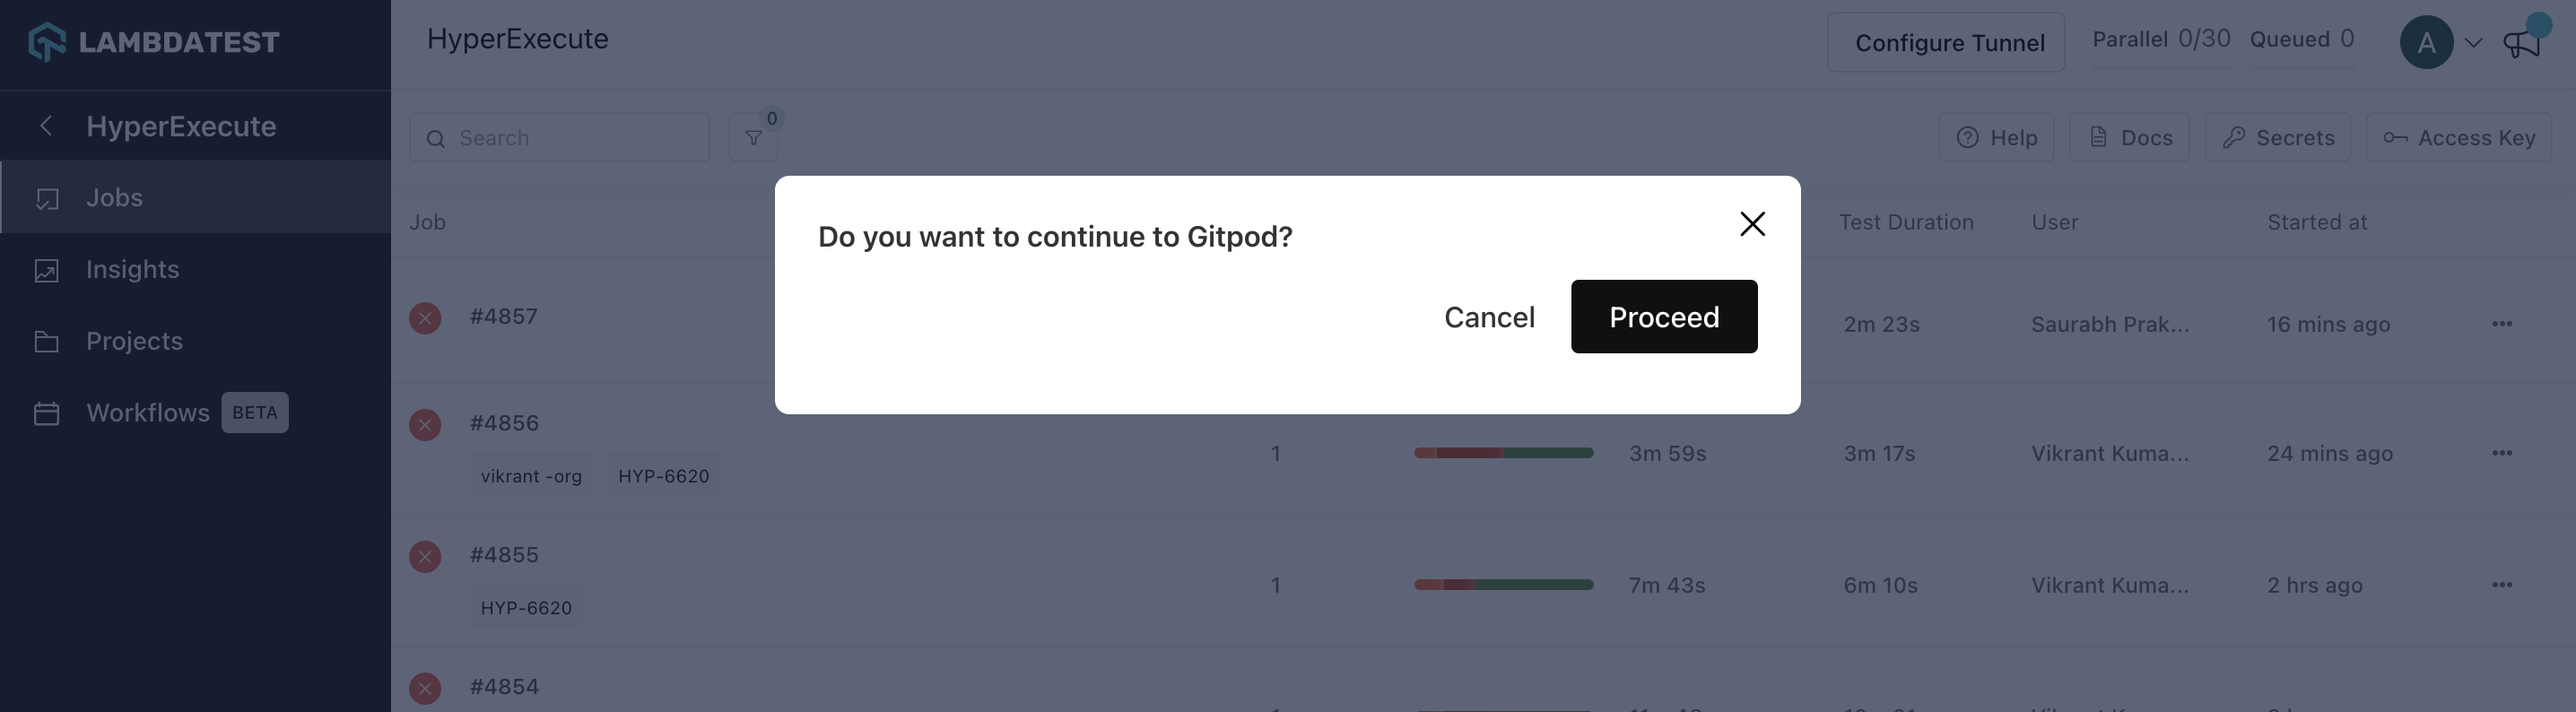 LAMBDATEST
HyperExecute
Configure Tunnel
Parallel 0/30
Queued 0
A
HyperExecute
Search
0
Help
Docs
Secrets
Access Key
Jobs
Insights
Projects
Workflows BETA
Job
Test Duration
User
Started at
Do you want to continue to Gitpod?
Cancel
Proceed
#4857
2m 23s
Saurabh Prak...
16 mins ago
#4856
vikrant -org
HYP-6620
1
3m 59s
3m 17s
Vikrant Kuma...
24 mins ago
#4855
HYP-6620
1
7m 43s
6m 10s
Vikrant Kuma...
2 hrs ago
#4854